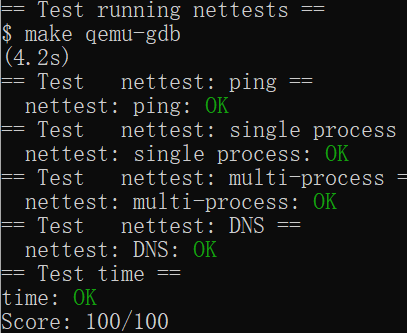 == Test running nettests ==
$ make qemu-gdb
(4.2s)
== Test   nettest: ping ==
  nettest: ping: OK
== Test   nettest: single process
  nettest: single process: OK
== Test   nettest: multi-process =
  nettest: multi-process: OK
== Test   nettest: DNS ==
  nettest: DNS: OK
== Test time ==
time: OK
Score: 100/100